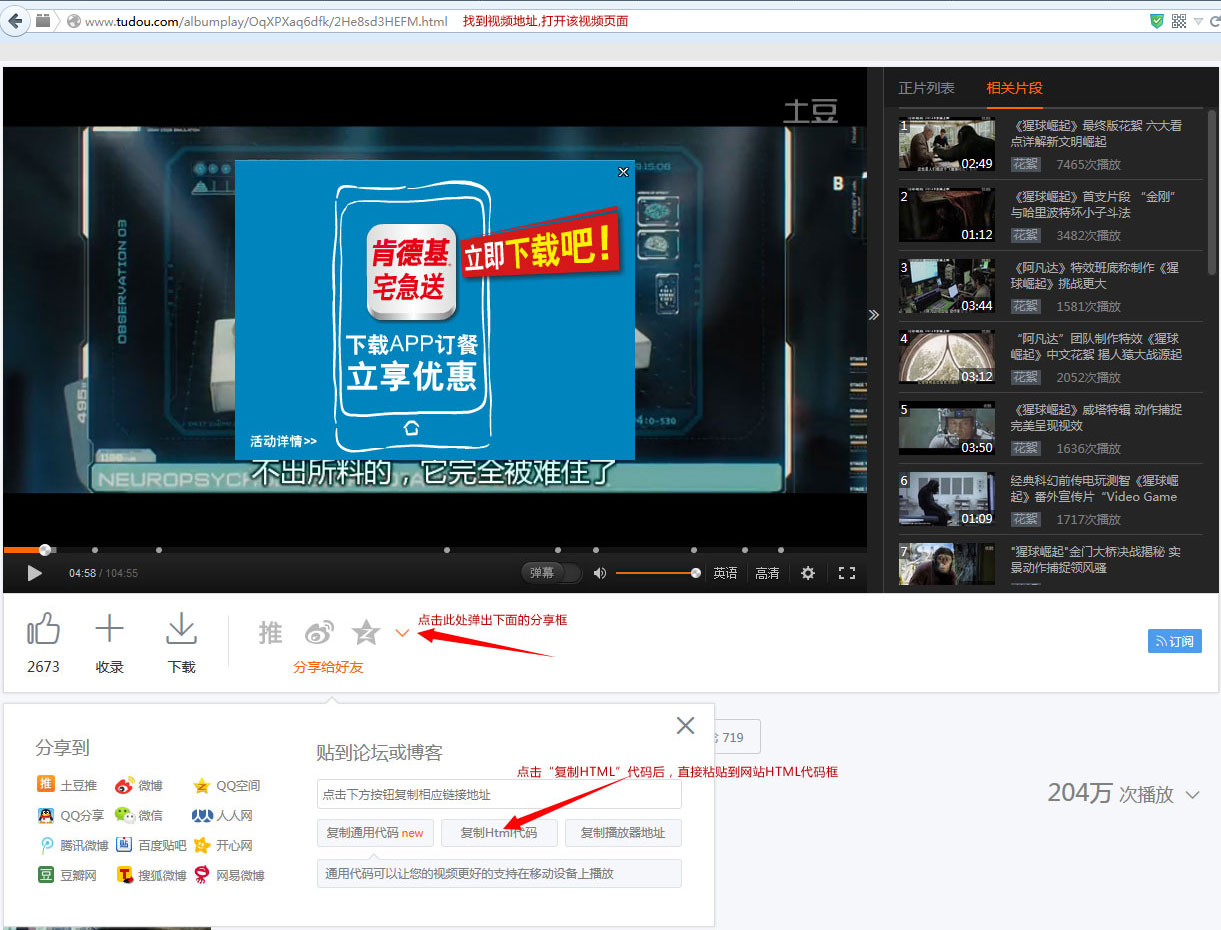 www.tudou.com/albumplay/OqXPXaq6dfk/2He8sd3HEFM.html 找到视频地址,打开该视频页面
土豆
OBSERVATION 03
B
肯德基
宅急送
立即下载吧!
下载APP订餐
立享优惠
活动详情>>
不出所料的，它完全被难住了
04:58 / 104:55
弹幕
英语
高清
正片列表 相关片段
1
02:49
《猩球崛起》最终版花絮 六大看
点详解新文明崛起
花絮 7465次播放
2
01:12
《猩球崛起》首支片段 “金刚”
与哈里波特坏小子斗法
花絮 3482次播放
3
03:44
《阿凡达》特效班底称制作《猩
球崛起》挑战更大
花絮 1581次播放
4
03:12
“阿凡达”团队制作特效《猩球
崛起》中文花絮 揭人猿大战源起
花絮 2052次播放
5
03:50
《猩球崛起》威塔特辑 动作捕捉
完美呈现视效
花絮 1636次播放
6
01:09
经典科幻前传电玩测智《猩球崛
起》番外宣传片“Video Game
花絮 1717次播放
7
"猩球崛起"金门大桥决战揭秘 实
景动作捕捉领风骚
2673
收录
下载
推
分享给好友
点击此处弹出下面的分享框
订阅
分享到
推 土豆推 微博 QQ空间
QQ分享 微信 人人网
腾讯微博 贴 百度贴吧 开心网
豆 豆瓣网 搜狐微博 网易微博
贴到论坛或博客
719
点击“复制HTML”代码后，直接粘贴到网站HTML代码框
点击下方按钮复制相应链接地址
复制通用代码 new 复制Html代码 复制播放器地址
通用代码可以让您的视频更好的支持在移动设备上播放
204万 次播放